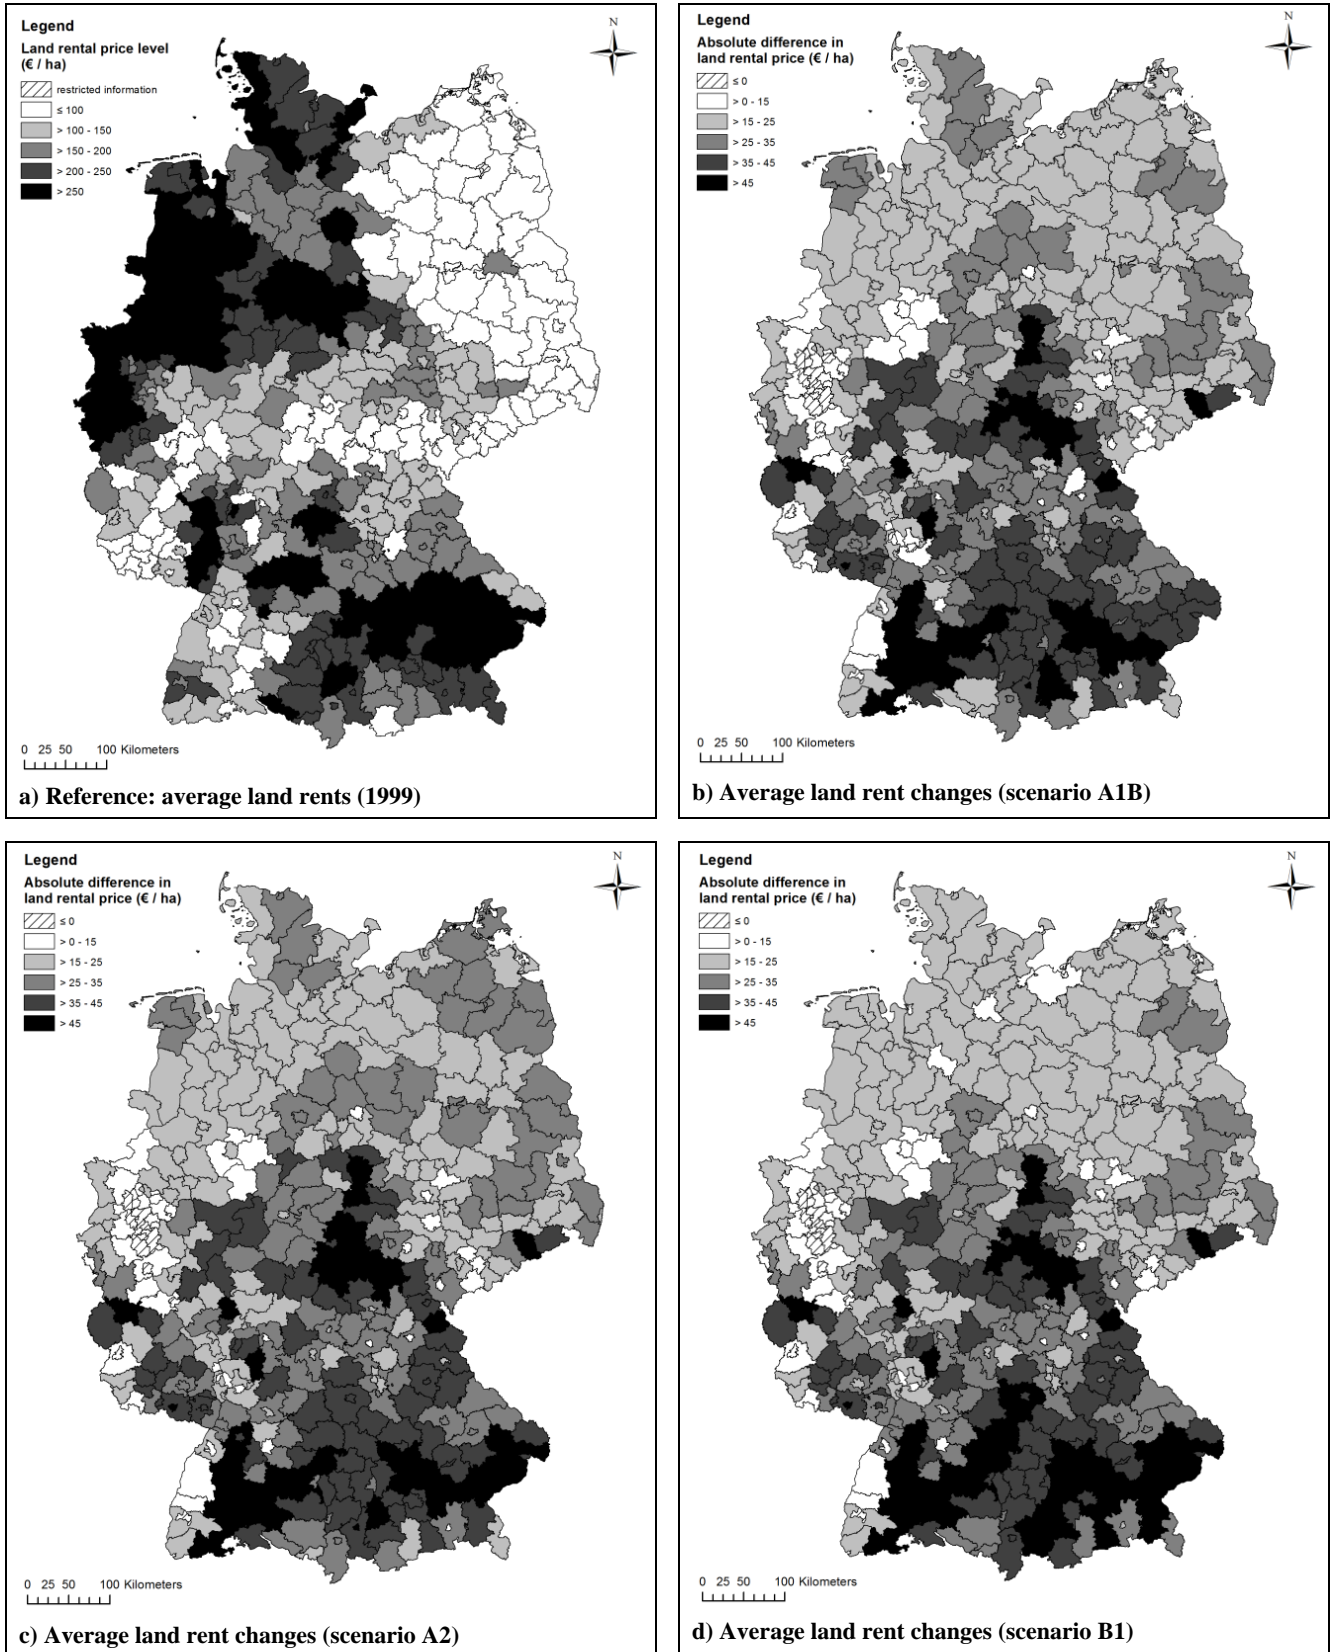 Legend
Land rental price level
(€ / ha)
restricted information
≤ 100
> 100 - 150
> 150 - 200
> 200 - 250
> 250
N
0 25 50 100 Kilometers
a) Reference: average land rents (1999)
Legend
Absolute difference in
land rental price (€ / ha)
≤ 0
> 0 - 15
> 15 - 25
> 25 - 35
> 35 - 45
> 45
N
0 25 50 100 Kilometers
b) Average land rent changes (scenario A1B)
Legend
Absolute difference in
land rental price (€ / ha)
≤ 0
> 0 - 15
> 15 - 25
> 25 - 35
> 35 - 45
> 45
N
0 25 50 100 Kilometers
c) Average land rent changes (scenario A2)
Legend
Absolute difference in
land rental price (€ / ha)
≤ 0
> 0 - 15
> 15 - 25
> 25 - 35
> 35 - 45
> 45
N
0 25 50 100 Kilometers
d) Average land rent changes (scenario B1)